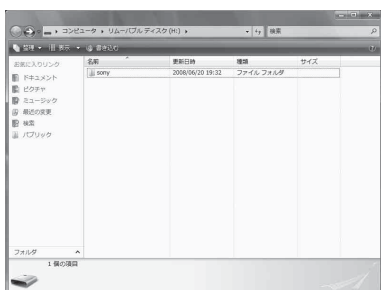 コンピュータ ▸ リムーバブル ディスク (H:) ▸ 検索
整理 表示 書き込む
お気に入りリンク
ドキュメント
ピクチャ
ミュージック
最近の変更
検索
パブリック
フォルダ
名前 更新日時 種類 サイズ
sony 2008/06/20 19:32 ファイル フォルダ
1 個の項目